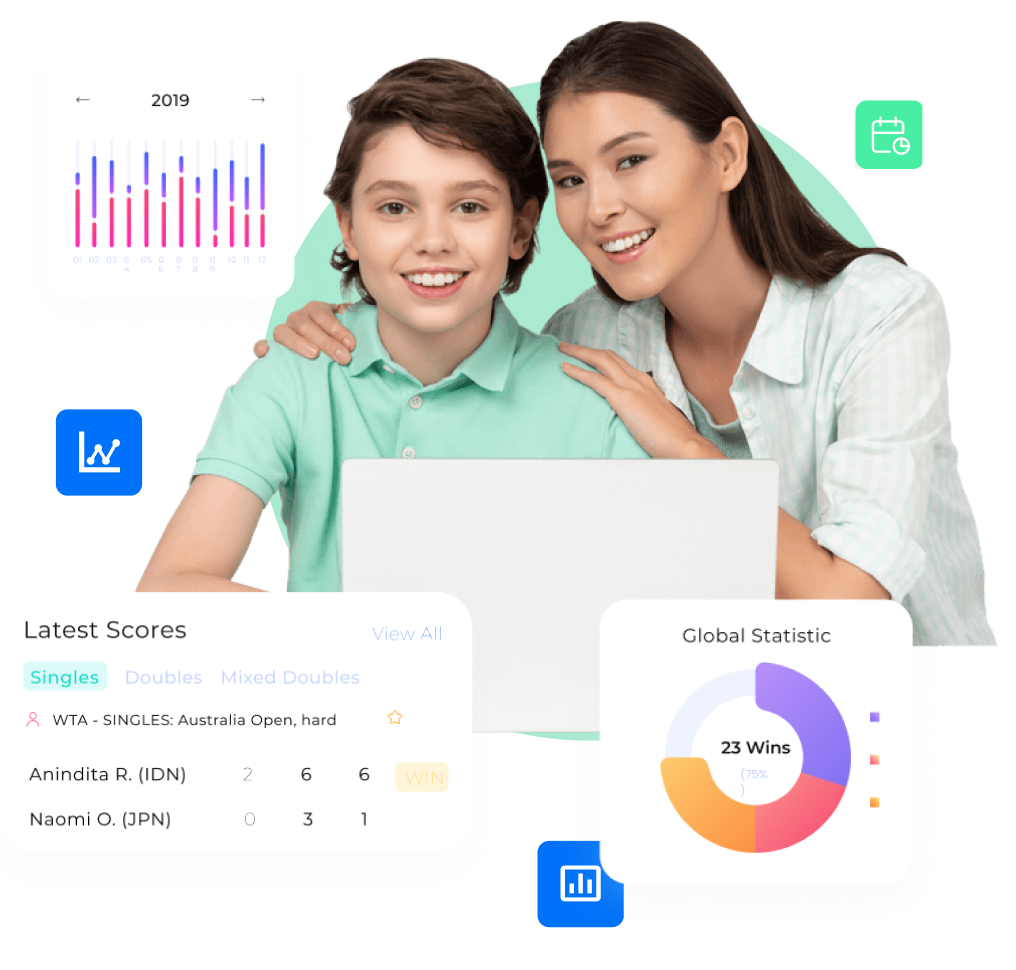 ← 2019 →
01 02 03 04 05 06 07 08 09 10 11 12
Latest Scores
View All
Singles Doubles Mixed Doubles
WTA - SINGLES: Australia Open, hard
Anindita R. (IDN) 2 6 6 WIN
Naomi O. (JPN) 0 3 1
Global Statistic
23 Wins
(75%
)